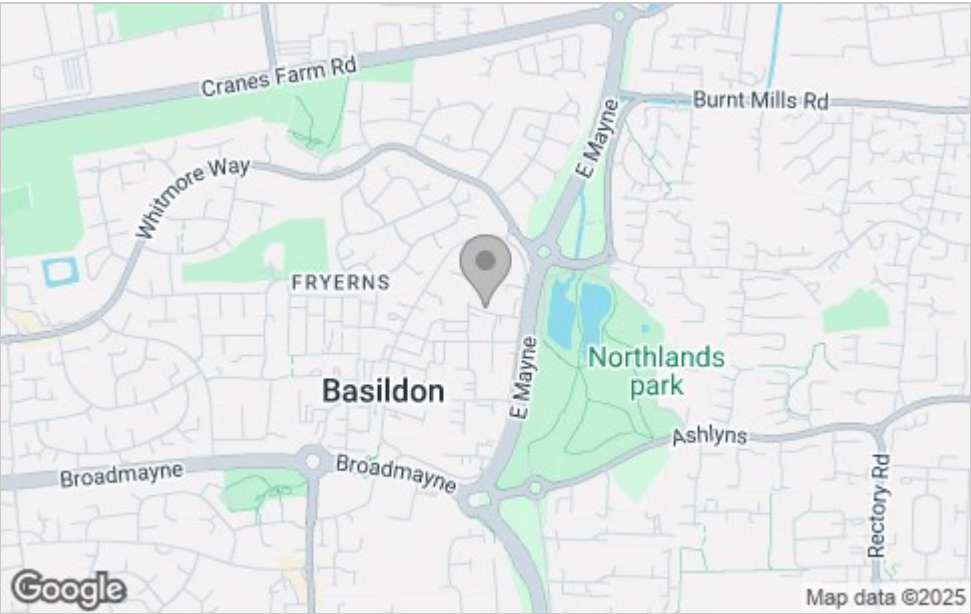 Cranes Farm Rd
Burnt Mills Rd
E Mayne
Whitmore Way
FRYERNS
E Mayne
Northlands
park
Basildon
Ashlyns
Broadmayne
Broadmayne
Rectory Rd
Google
Map data ©2025